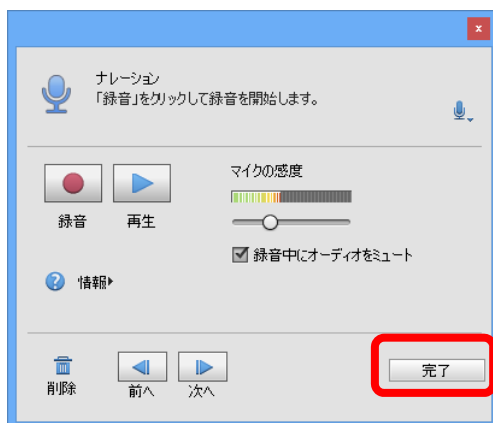 ナレーション
「録音」をクリックして録音を開始します。
マイクの感度
録音
再生
録音中にオーディオをミュート
情報
削除
前へ
次へ
完了